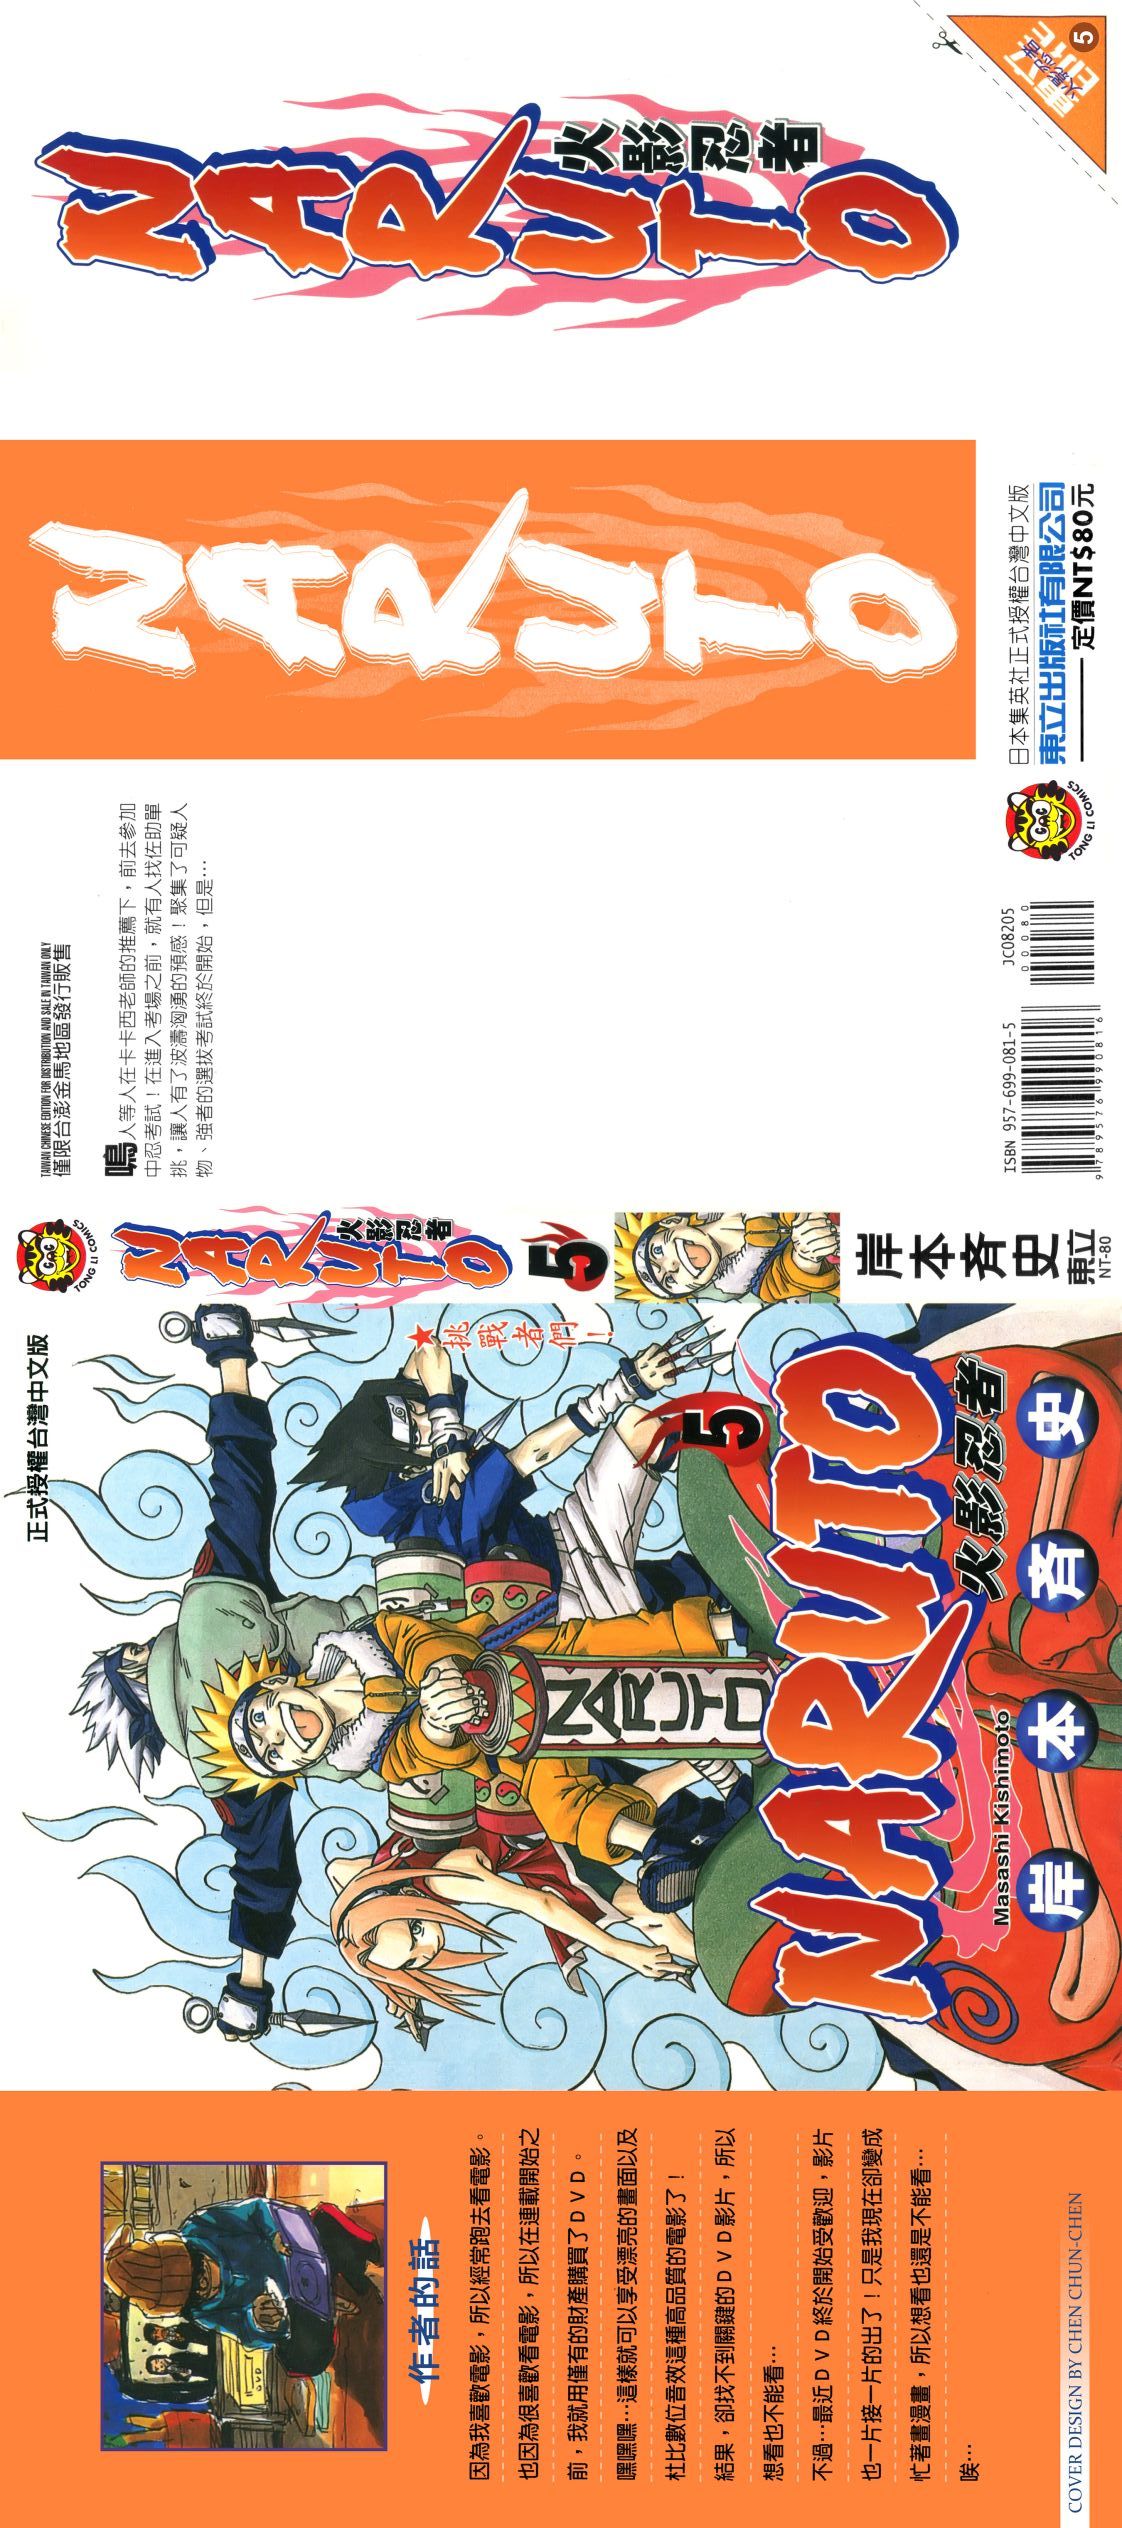 作者的話
因為我喜歡電影，所以經常跑去看電影。
也因為很喜歡看電影，所以在連載開始之
前，我就用僅有的財產購買了DVD。
嘿嘿嘿…這樣就可以享受漂亮的畫面以及
杜比數位音效這種高品質的電影了！
結果，卻找不到關鍵的DVD影片，所以
想看也不能看…
不過…最近DVD終於開始受歡迎，影片
也一片接一片的出了！只是我現在卻變成
忙著畫漫畫，所以想看也還是不能看…
唉…
COVER DESIGN BY CHEN CHUN-CHEN
正式授權台灣中文版
★挑戰者們！
NARUTO
5
NARUTO
火影忍者
Masashi Kishimoto
岸本斉史
TONG LI COMICS
NARUTO
火影忍者
5
岸本斉史
東立
NT-80
TAIWAN CHINESE EDITION FOR DISTRIBUTION AND SALE IN TAIWAN ONLY
僅限台澎金馬地區發行販售
鳴人等人在卡卡西老師的推薦下，前去參加
中忍考試！在進入考場之前，就有人找佐助單
挑，讓人有了波濤洶湧的預感！聚集了可疑人
物、強者的選拔考試終於開始，但是…
ISBN 957-699-081-5
9789576990816
JC08205
00080
TONG LI COMICS
日本集英社正式授權台灣中文版
東立出版社有限公司
定價NT$80元
NARUTO
NARUTO
火影忍者
火影忍者
5